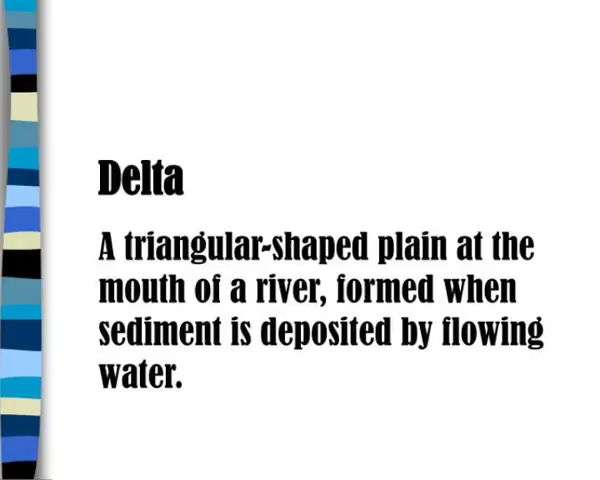 Delta
A triangular-shaped plain at the
mouth of a river, formed when
sediment is deposited by flowing
water.